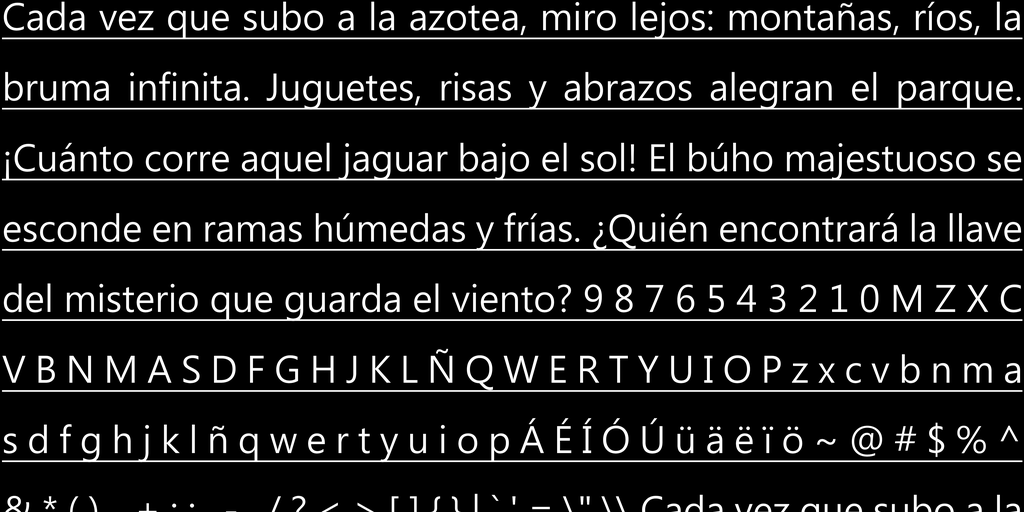 Cada vez que subo a la azotea, miro lejos: montañas, ríos, la
bruma infinita. Juguetes, risas y abrazos alegran el parque.
¡Cuánto corre aquel jaguar bajo el sol! El búho majestuoso se
esconde en ramas húmedas y frías. ¿Quién encontrará la llave
del misterio que guarda el viento? 9 8 7 6 5 4 3 2 1 0 M Z X C
V B N M A S D F G H J K L Ñ Q W E R T Y U I O P z x c v b n m a
s d f g h j k l ñ q w e r t y u i o p Á É Í Ó Ú ü ä ë ï ö ~ @ # $ % ^
& * ( ) _ + : ; , - . / ? < > [ ] { } | ` ' = \" \\ Cada vez que subo a la